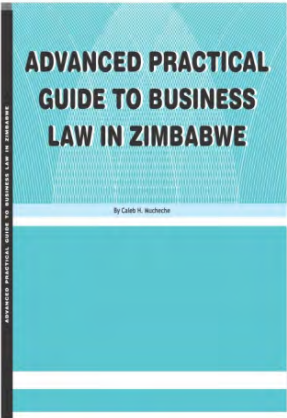 ADVANCED PRACTICAL
GUIDE TO BUSINESS
LAW IN ZIMBABWE
By Caleb H. Mucheche
ADVANCED PRACTICAL GUIDE TO BUSINESS LAW IN ZIMBABWE